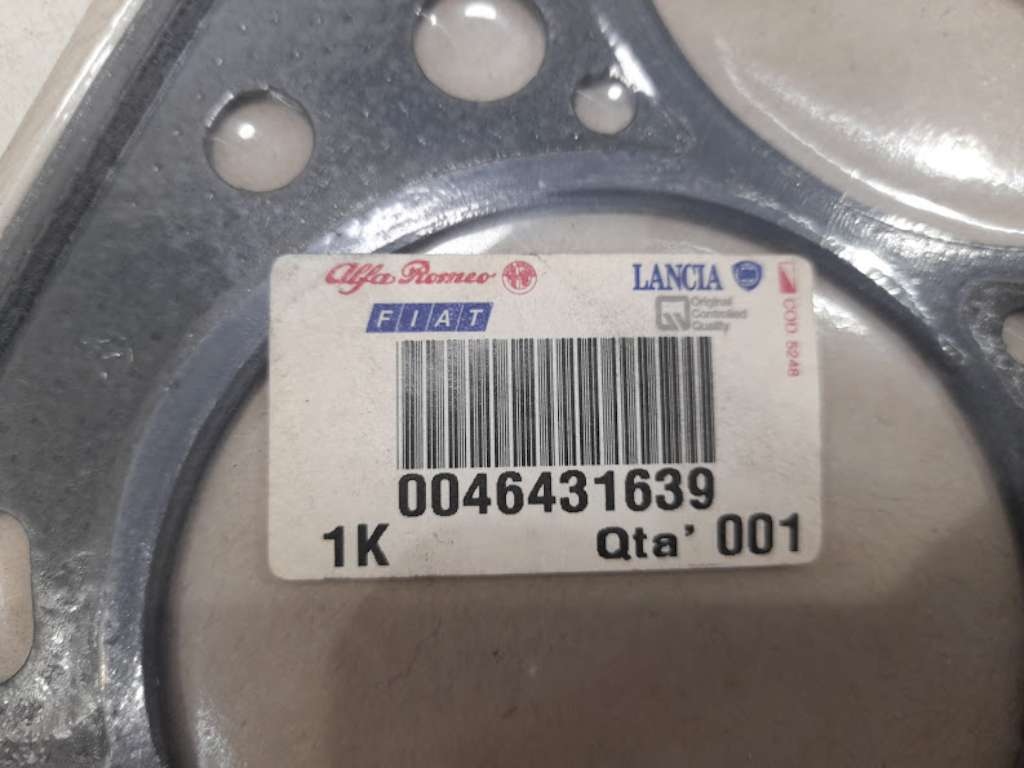 Alfa Romeo
LANCIA
FIAT
Original
Controlled
Quality
COD 5248
0046431639
1K
Qta' 001